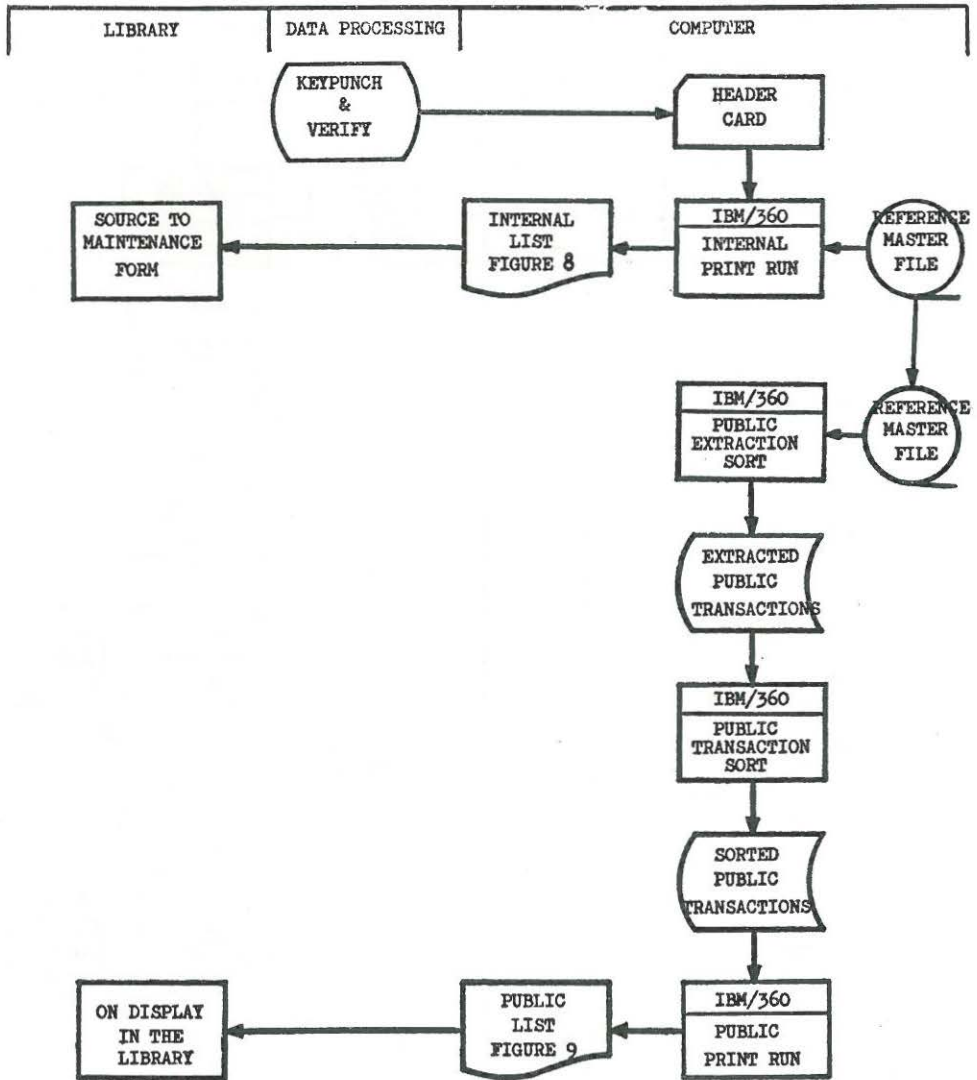 LIBRARY
DATA PROCESSING
COMPUTER
KEYPUNCH
&
VERIFY
HEADER
CARD
SOURCE TO
MAINTENANCE
FORM
INTERNAL
LIST
FIGURE 8
IBM/360
INTERNAL
PRINT RUN
REFERENCE
MASTER
FILE
IBM/360
PUBLIC
EXTRACTION
SORT
REFERENCE
MASTER
FILE
EXTRACTED
PUBLIC
TRANSACTIONS
IBM/360
PUBLIC
TRANSACTION
SORT
SORTED
PUBLIC
TRANSACTIONS
ON DISPLAY
IN THE
LIBRARY
PUBLIC
LIST
FIGURE 9
IBM/360
PUBLIC
PRINT RUN